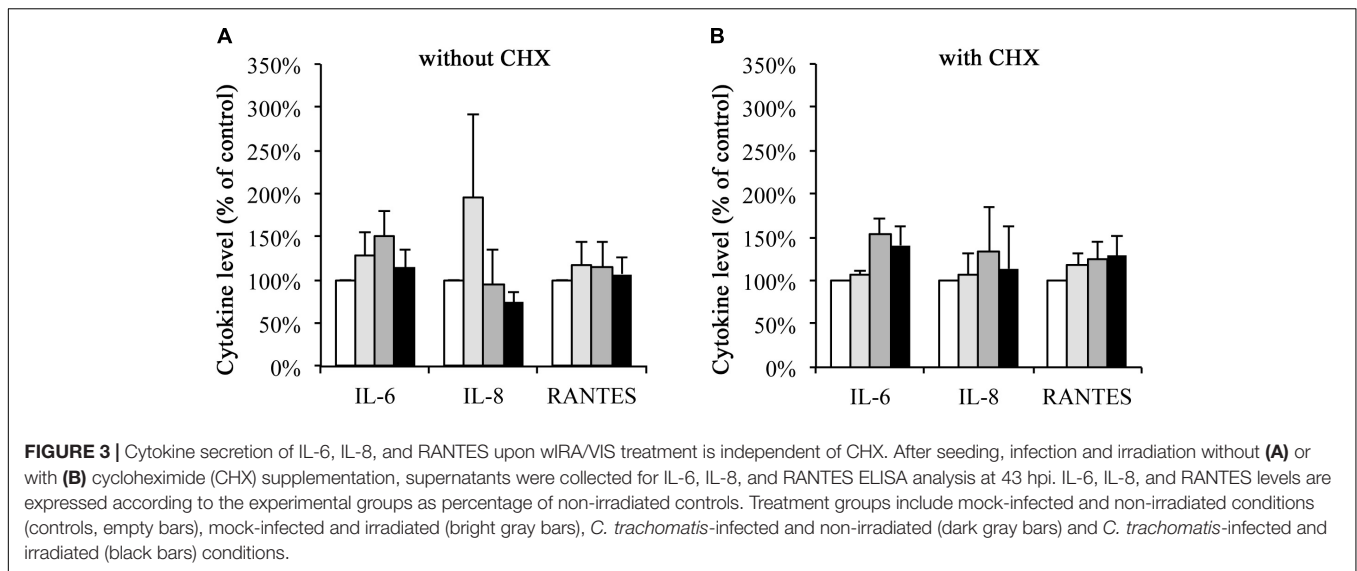 A
without CHX
350%
300%
250%
200%
150%
100%
50%
0%
Cytokine level (% of control)
IL-6 IL-8 RANTES
B
with CHX
350%
300%
250%
200%
150%
100%
50%
0%
Cytokine level (% of control)
IL-6 IL-8 RANTES
FIGURE 3 | Cytokine secretion of IL-6, IL-8, and RANTES upon wIRA/VIS treatment is independent of CHX. After seeding, infection and irradiation without (A) or
with (B) cycloheximide (CHX) supplementation, supernatants were collected for IL-6, IL-8, and RANTES ELISA analysis at 43 hpi. IL-6, IL-8, and RANTES levels are
expressed according to the experimental groups as percentage of non-irradiated controls. Treatment groups include mock-infected and non-irradiated conditions
(controls, empty bars), mock-infected and irradiated (bright gray bars), C. trachomatis-infected and non-irradiated (dark gray bars) and C. trachomatis-infected and
irradiated (black bars) conditions.